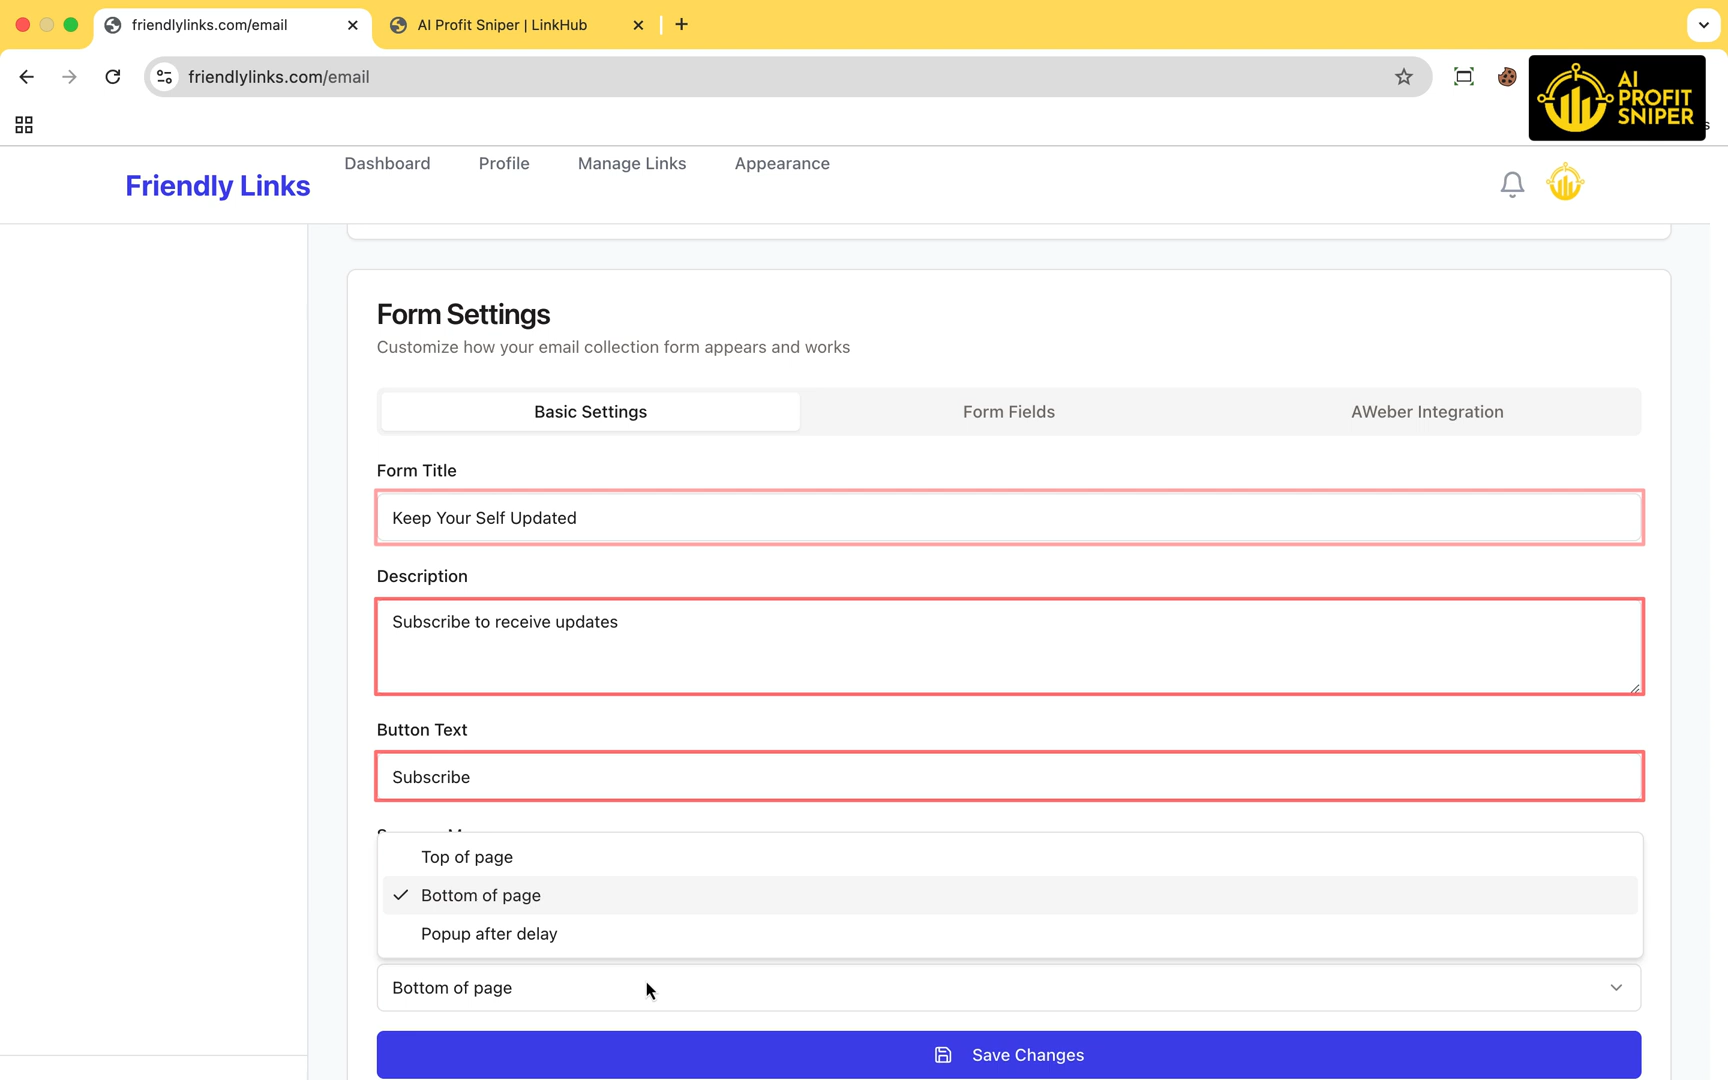 friendlylinks.com/email
AI Profit Sniper | LinkHub
friendlylinks.com/email
AI
PROFIT
SNIPER
Friendly Links
Dashboard
Profile
Manage Links
Appearance
Form Settings
Customize how your email collection form appears and works
Basic Settings
Form Fields
AWeber Integration
Form Title
Keep Your Self Updated
Description
Subscribe to receive updates
Button Text
Subscribe
Top of page
Bottom of page
Popup after delay
Bottom of page
Save Changes